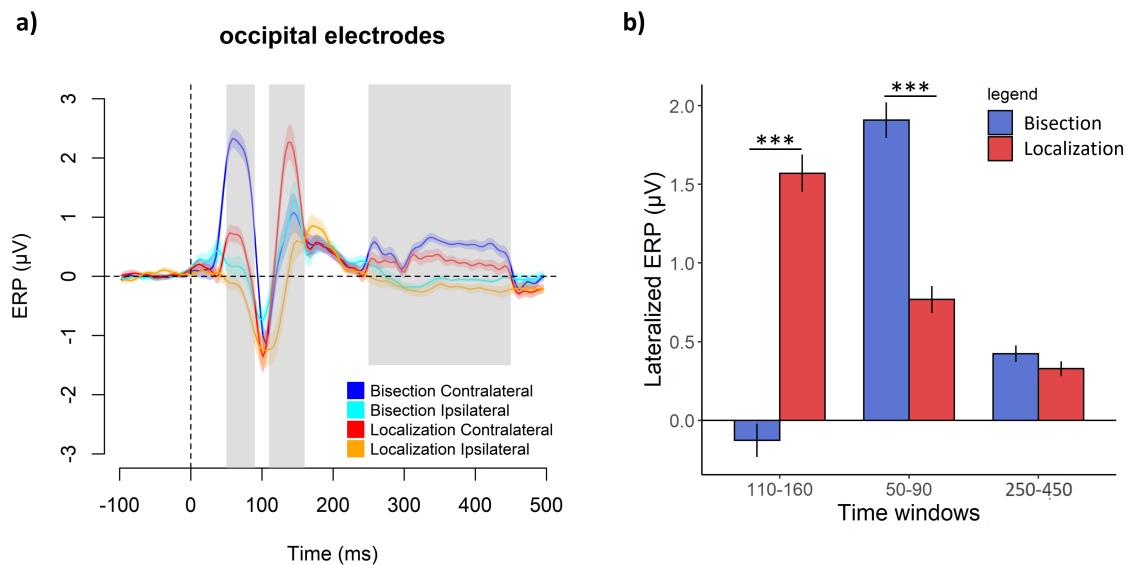 a)
occipital electrodes
ERP (μV)
3
2
1
0
-1
-2
-3
Bisection Contralateral
Bisection Ipsilateral
Localization Contralateral
Localization Ipsilateral
-100 0 100 200 300 400 500
Time (ms)
b)
legend
Bisection
Localization
*** ***
Lateralized ERP (μV)
2.0
1.5
1.0
0.5
0.0
110-160 50-90 250-450
Time windows